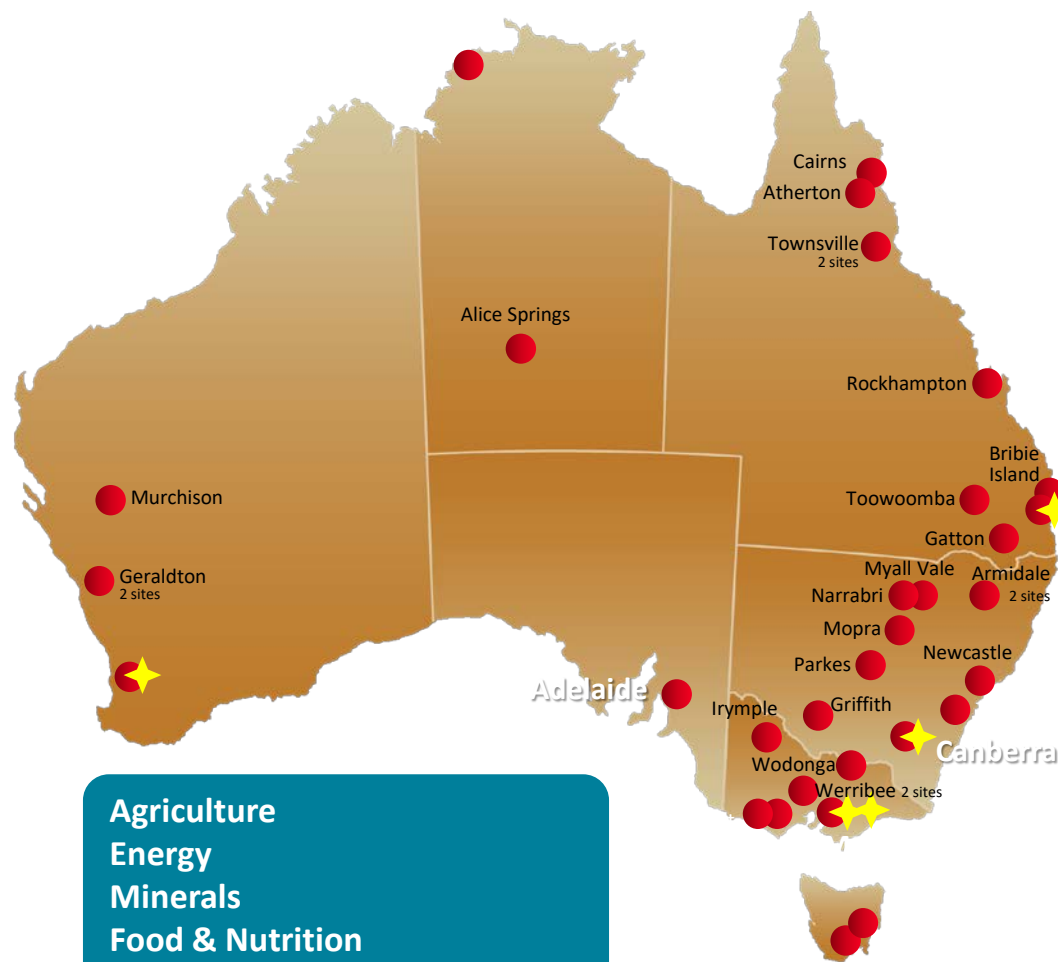 Cairns
Atherton
Townsville
2 sites
Alice Springs
Rockhampton
Bribie
Island
Murchison
Toowoomba
Gatton
Geraldton
2 sites
Myall Vale
Armidale
Narrabri
2 sites
Mopra
Newcastle
Parkes
Adelaide
Irymple
Griffith
Canberra
Wodonga
Werribee 2 sites
Agriculture
Energy
Minerals
Food & Nutrition